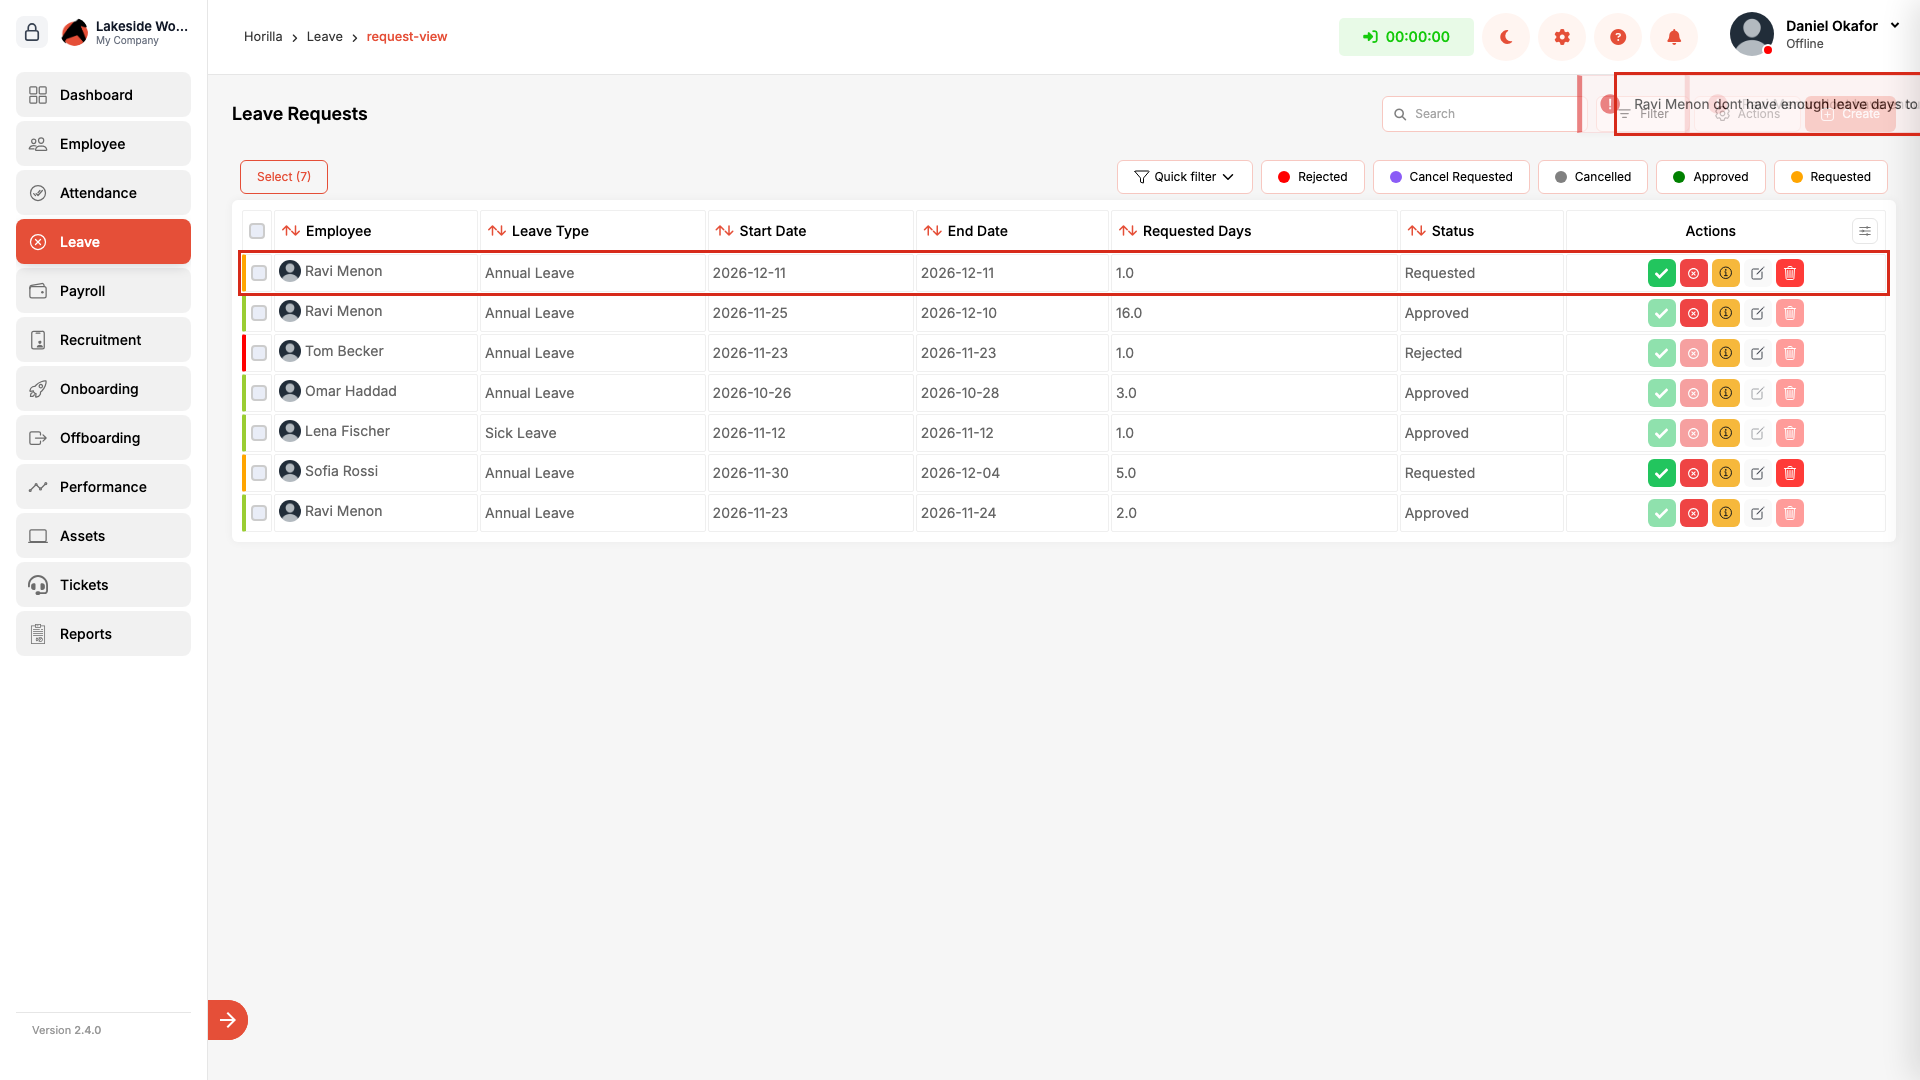 Lakeside Wo...
My Company
Horilla > Leave > request-view
00:00:00
Daniel Okafor
Offline
Dashboard
Employee
Attendance
Leave
Payroll
Recruitment
Onboarding
Offboarding
Performance
Assets
Tickets
Reports
Version 2.4.0
Leave Requests
Search
Ravi Menon dont have enough leave days to
Filter
Actions
Create
Select (7)
Quick filter
Rejected
Cancel Requested
Cancelled
Approved
Requested
Employee Leave Type Start Date End Date Requested Days Status Actions
Ravi Menon Annual Leave 2026-12-11 2026-12-11 1.0 Requested
Ravi Menon Annual Leave 2026-11-25 2026-12-10 16.0 Approved
Tom Becker Annual Leave 2026-11-23 2026-11-23 1.0 Rejected
Omar Haddad Annual Leave 2026-10-26 2026-10-28 3.0 Approved
Lena Fischer Sick Leave 2026-11-12 2026-11-12 1.0 Approved
Sofia Rossi Annual Leave 2026-11-30 2026-12-04 5.0 Requested
Ravi Menon Annual Leave 2026-11-23 2026-11-24 2.0 Approved